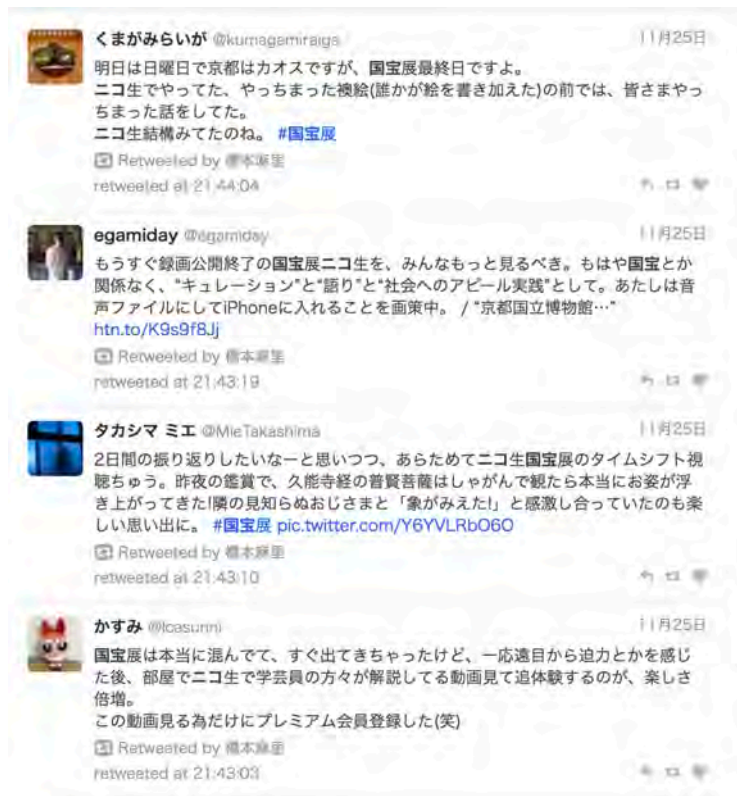 くまがみらいが @kumagamiraiga 11月25日
明日は日曜日で京都はカオスですが、国宝展最終日ですよ。
ニコ生でやってた、やっちまった襖絵(誰かが絵を書き加えた)の前では、皆さまやっ
ちまった話をしてた。
ニコ生結構みてたのね。 #国宝展
Retweeted by 橋本麻里
retweeted at 21:44:04
egamiday @egamiday 11月25日
もうすぐ録画公開終了の国宝展ニコ生を、みんなもっと見るべき。もはや国宝とか
関係なく、“キュレーション”と“語り”と“社会へのアピール実践”として。あたしは音
声ファイルにしてiPhoneに入れることを画策中。 / “京都国立博物館…”
htn.to/K9s9f8Jj
Retweeted by 橋本麻里
retweeted at 21:43:19
タカシマ ミエ @MieTakashima 11月25日
2日間の振り返りしたいなーと思いつつ、あらためてニコ生国宝展のタイムシフト視
聴ちゅう。昨夜の鑑賞で、久能寺経の普賢菩薩はしゃがんで観たら本当にお姿が浮
き上がってきた!隣の見知らぬおじさまと「象がみえた!」と感激し合っていたのも楽
しい思い出に。 #国宝展 pic.twitter.com/Y6YVLRbO6O
Retweeted by 橋本麻里
retweeted at 21:43:10
かすみ 11月25日
国宝展は本当に混んでて、すぐ出てきちゃったけど、一応遠目から迫力とかを感じ
た後、部屋でニコ生で学芸員の方々が解説してる動画見て追体験するのが、楽しさ
倍増。
この動画見る為だけにプレミアム会員登録した(笑)
Retweeted by 橋本麻里
retweeted at 21:43:03